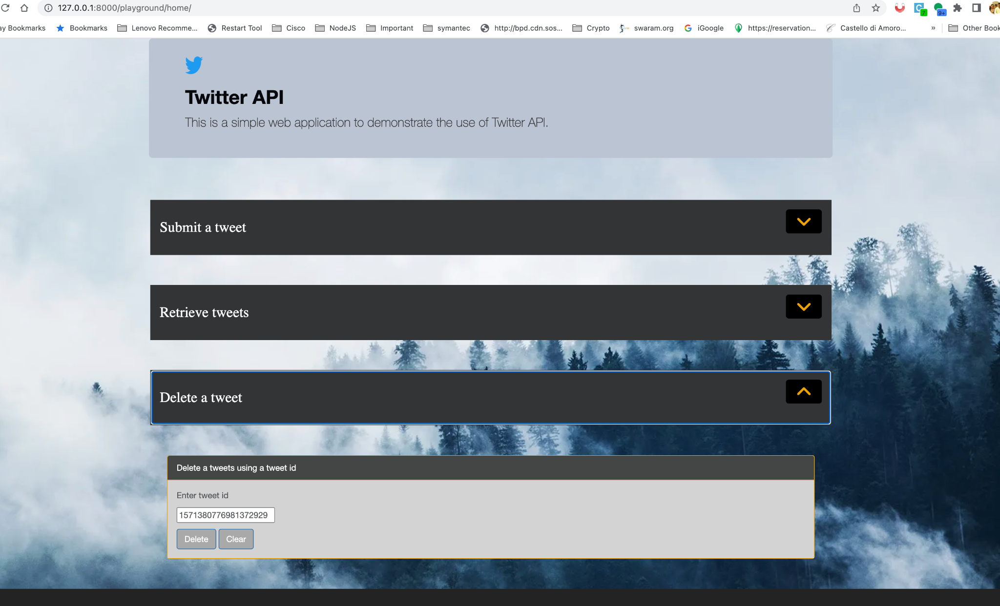 127.0.0.1:8000/playground/home/
ay Bookmarks Bookmarks Lenovo Recomme... Restart Tool Cisco NodeJS Important symantec http://bpd.cdn.sos... Crypto swaram.org iGoogle https://reservation... Castello di Amoro... » Other Book
C 7 9+
Twitter API
This is a simple web application to demonstrate the use of Twitter API.
Submit a tweet
Retrieve tweets
Delete a tweet
Delete a tweets using a tweet id
Enter tweet id
1571380776981372929
Delete Clear